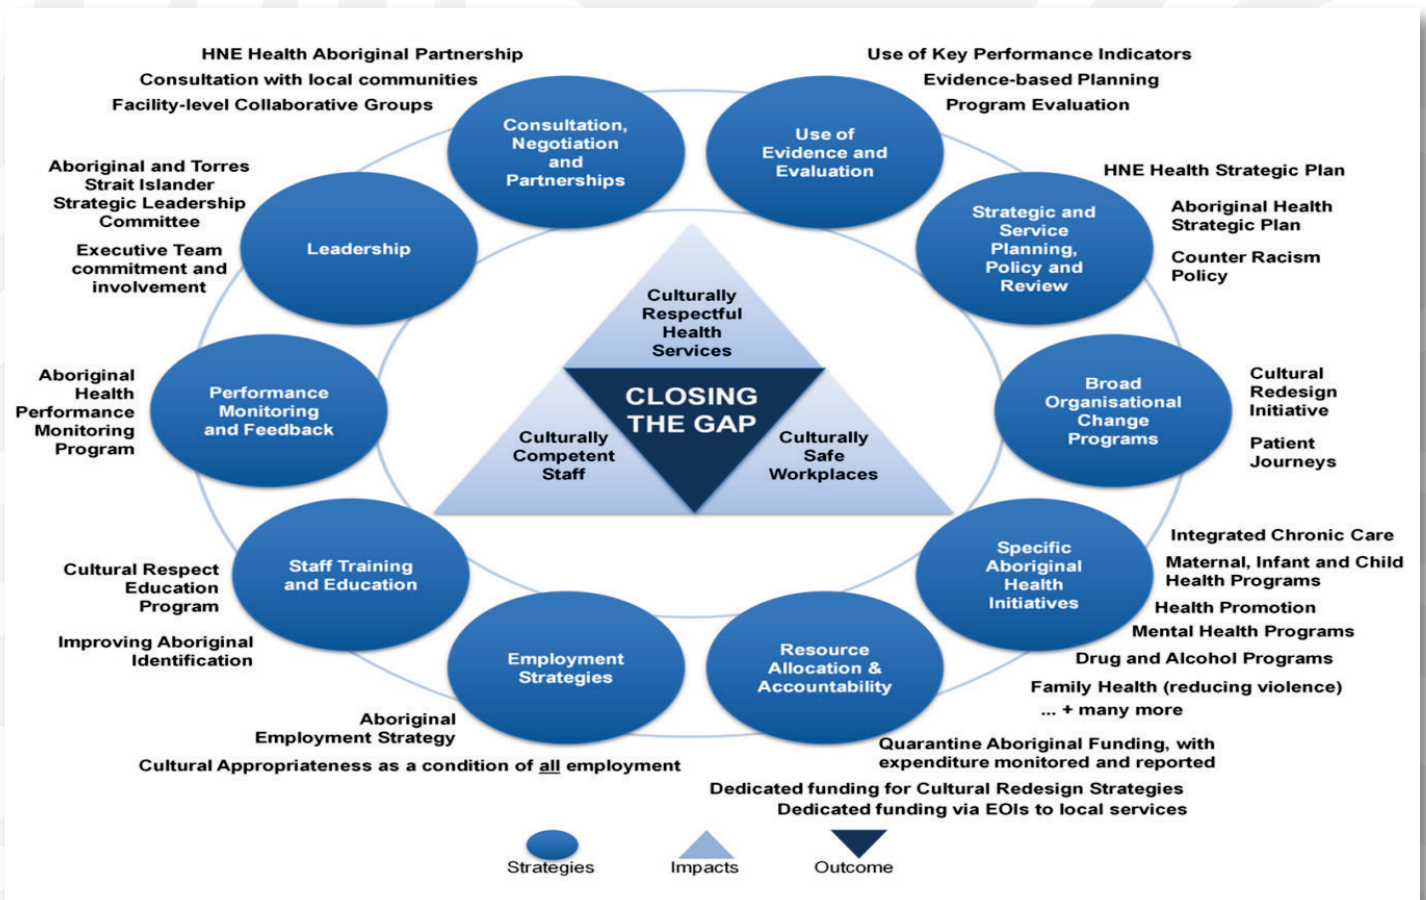 HNE Health Aboriginal Partnership
Consultation with local communities
Facility-level Collaborative Groups
Consultation,
Negotiation
and
Partnerships
Use of Key Performance Indicators
Evidence-based Planning
Program Evaluation
Use of
Evidence and
Evaluation
HNE Health Strategic Plan
Aboriginal Health
Strategic Plan
Counter Racism
Policy
Strategic and
Service
Planning,
Policy and
Review
Aboriginal and Torres
Strait Islander
Strategic Leadership
Committee
Executive Team
commitment and
involvement
Leadership
Culturally
Respectful
Health
Services
CLOSING
THE GAP
Culturally
Competent
Staff
Culturally
Safe
Workplaces
Aboriginal
Health
Performance
Monitoring
Program
Performance
Monitoring
and Feedback
Broad
Organisational
Change
Programs
Cultural
Redesign
Initiative
Patient
Journeys
Cultural Respect
Education
Program
Improving Aboriginal
Identification
Staff Training
and Education
Specific
Aboriginal
Health
Initiatives
Integrated Chronic Care
Maternal, Infant and Child
Health Programs
Health Promotion
Mental Health Programs
Drug and Alcohol Programs
Family Health (reducing violence)
... + many more
Employment
Strategies
Aboriginal
Employment Strategy
Cultural Appropriateness as a condition of all employment
Resource
Allocation &
Accountability
Quarantine Aboriginal Funding, with
expenditure monitored and reported
Dedicated funding for Cultural Redesign Strategies
Dedicated funding via EOIs to local services
Strategies
Impacts
Outcome